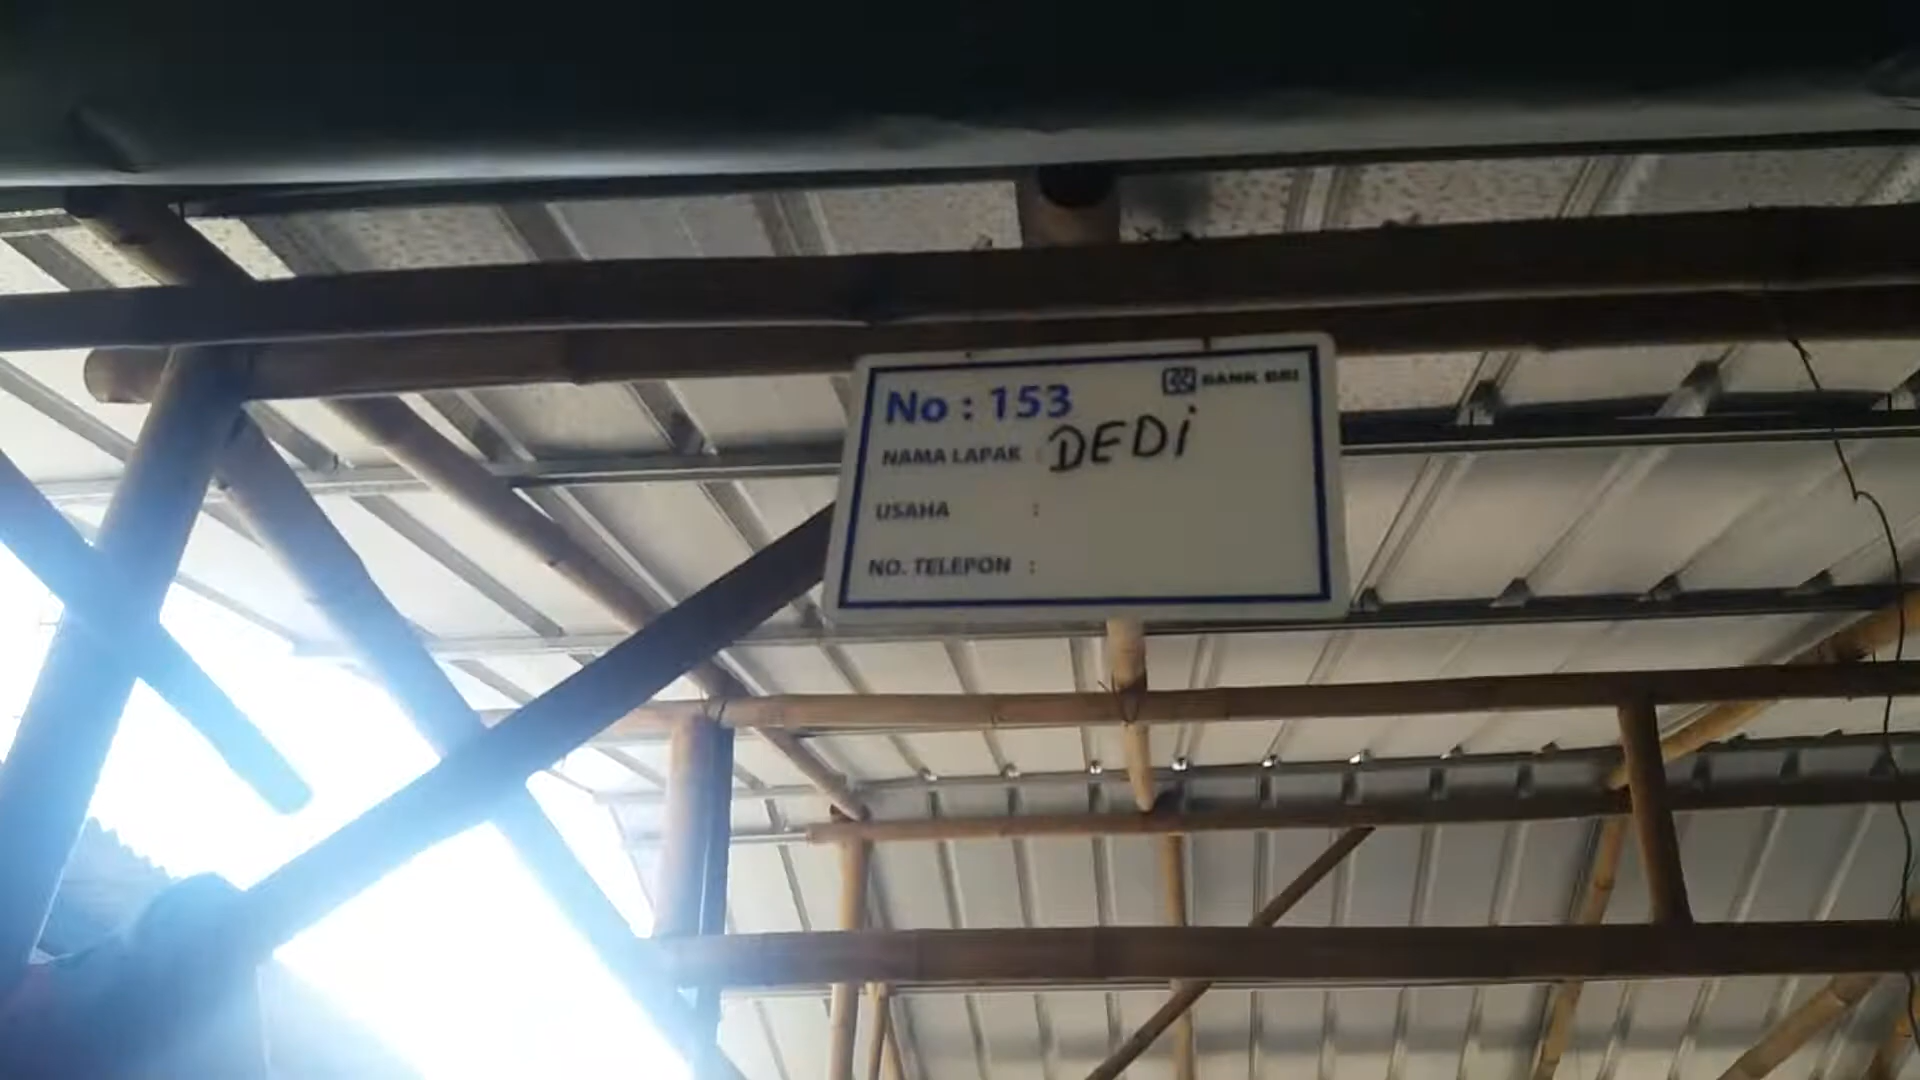 No : 153
BANK BRI
NAMA LAPAK : DEDi
USAHA :
NO. TELEPON :